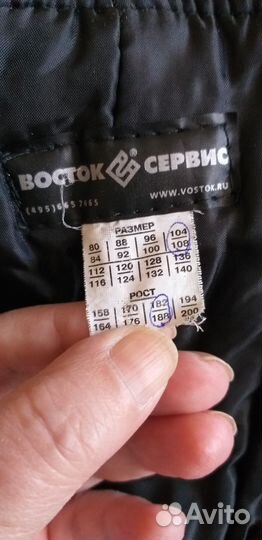 ВОСТОК СЕРВИС
(495)665 7665
WWW.VOSTOK.RU
РАЗМЕР
80 88 96 104
84 92 100 108
112 120 128 136
116 124 132 140
РОСТ
158 170 182 194
164 176 188 200
Avito